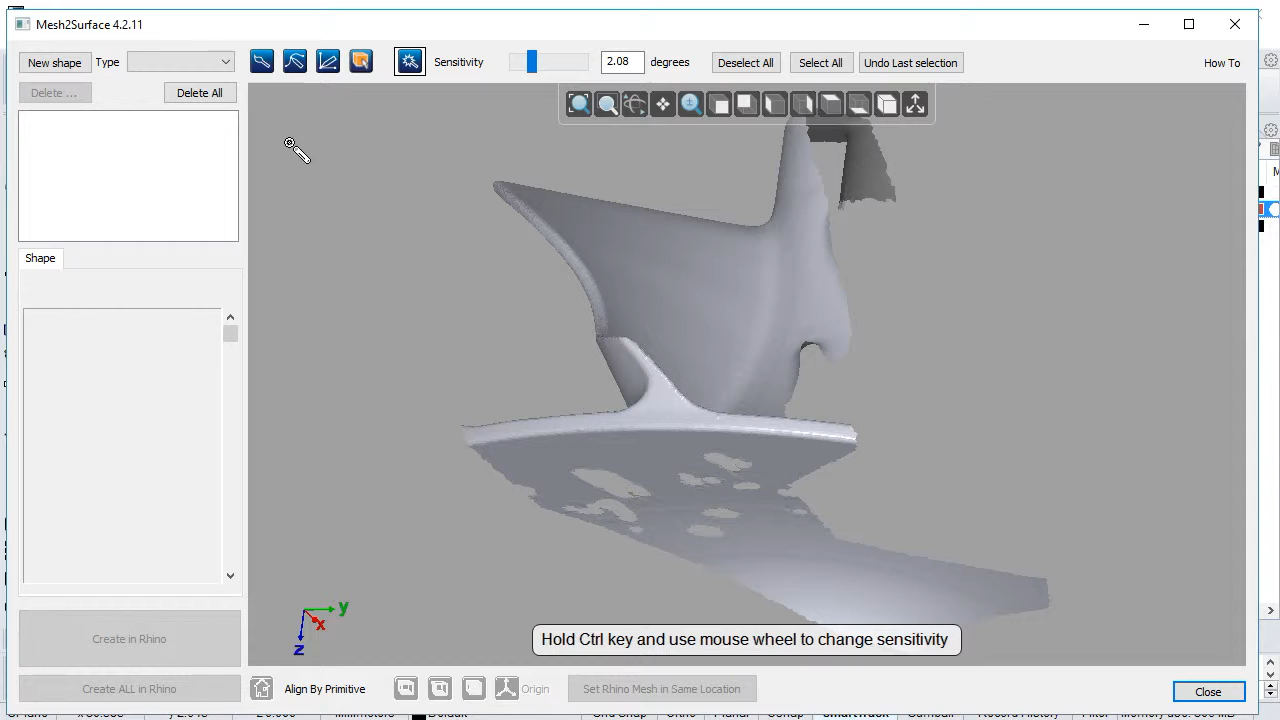 Mesh2Surface 4.2.11
New shape Type Sensitivity 2.08 degrees Deselect All Select All Undo Last selection How To
Delete ... Delete All
Shape
y
x
z
Hold Ctrl key and use mouse wheel to change sensitivity
Create in Rhino
Create ALL in Rhino Align By Primitive Origin Set Rhino Mesh in Same Location Close